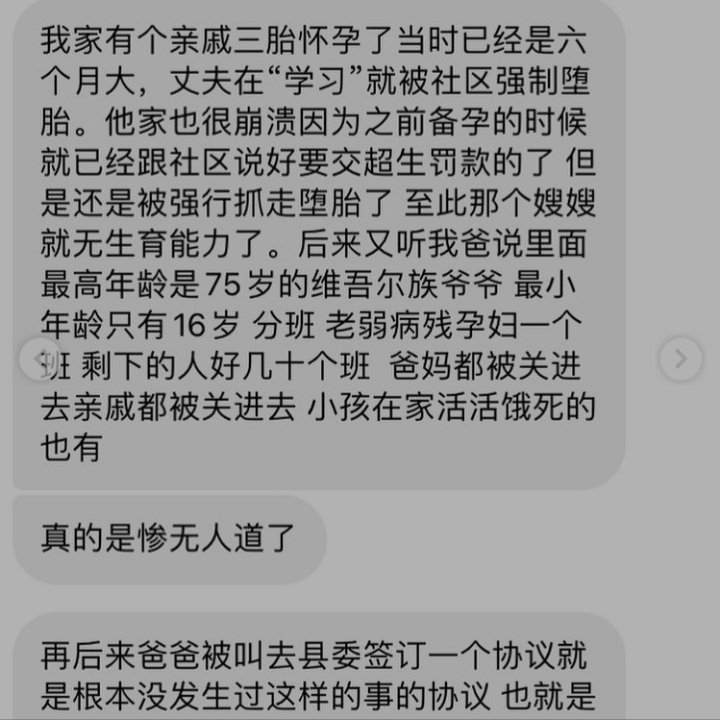 我家有个亲戚三胎怀孕了当时已经是六
个月大，丈夫在“学习”就被社区强制堕
胎。他家也很崩溃因为之前备孕的时候
就已经跟社区说好要交超生罚款的了 但
是还是被强行抓走堕胎了 至此那个嫂嫂
就无生育能力了。后来又听我爸说里面
最高年龄是75岁的维吾尔族爷爷 最小
年龄只有16岁 分班 老弱病残孕妇一个
班 剩下的人好几十个班 爸妈都被关进
去亲戚都被关进去 小孩在家活活饿死的
也有
真的是惨无人道了
再后来爸爸被叫去县委签订一个协议就
是根本没发生过这样的事的协议 也就是